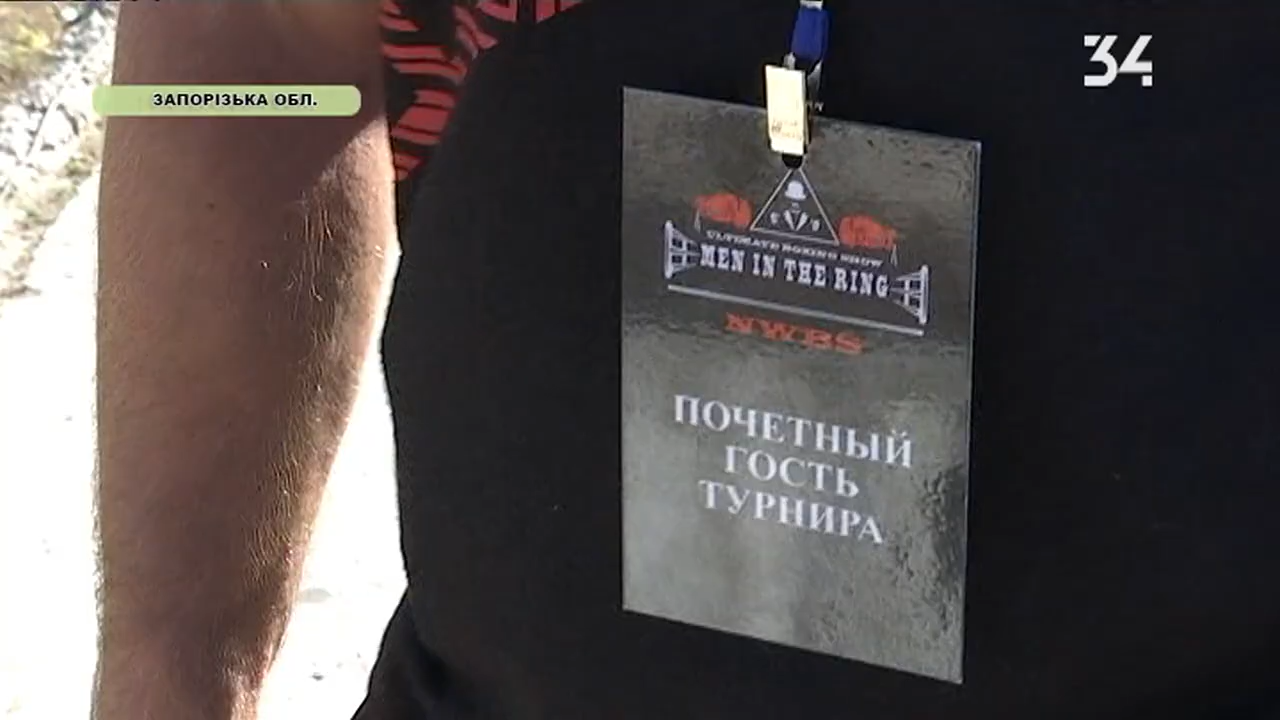 34
ЗАПОРІЗЬКА ОБЛ.
ULTIMATE BOXING SHOW
MEN IN THE RING
NWBS
ПОЧЕТНЫЙ
ГОСТЬ
ТУРНИРА